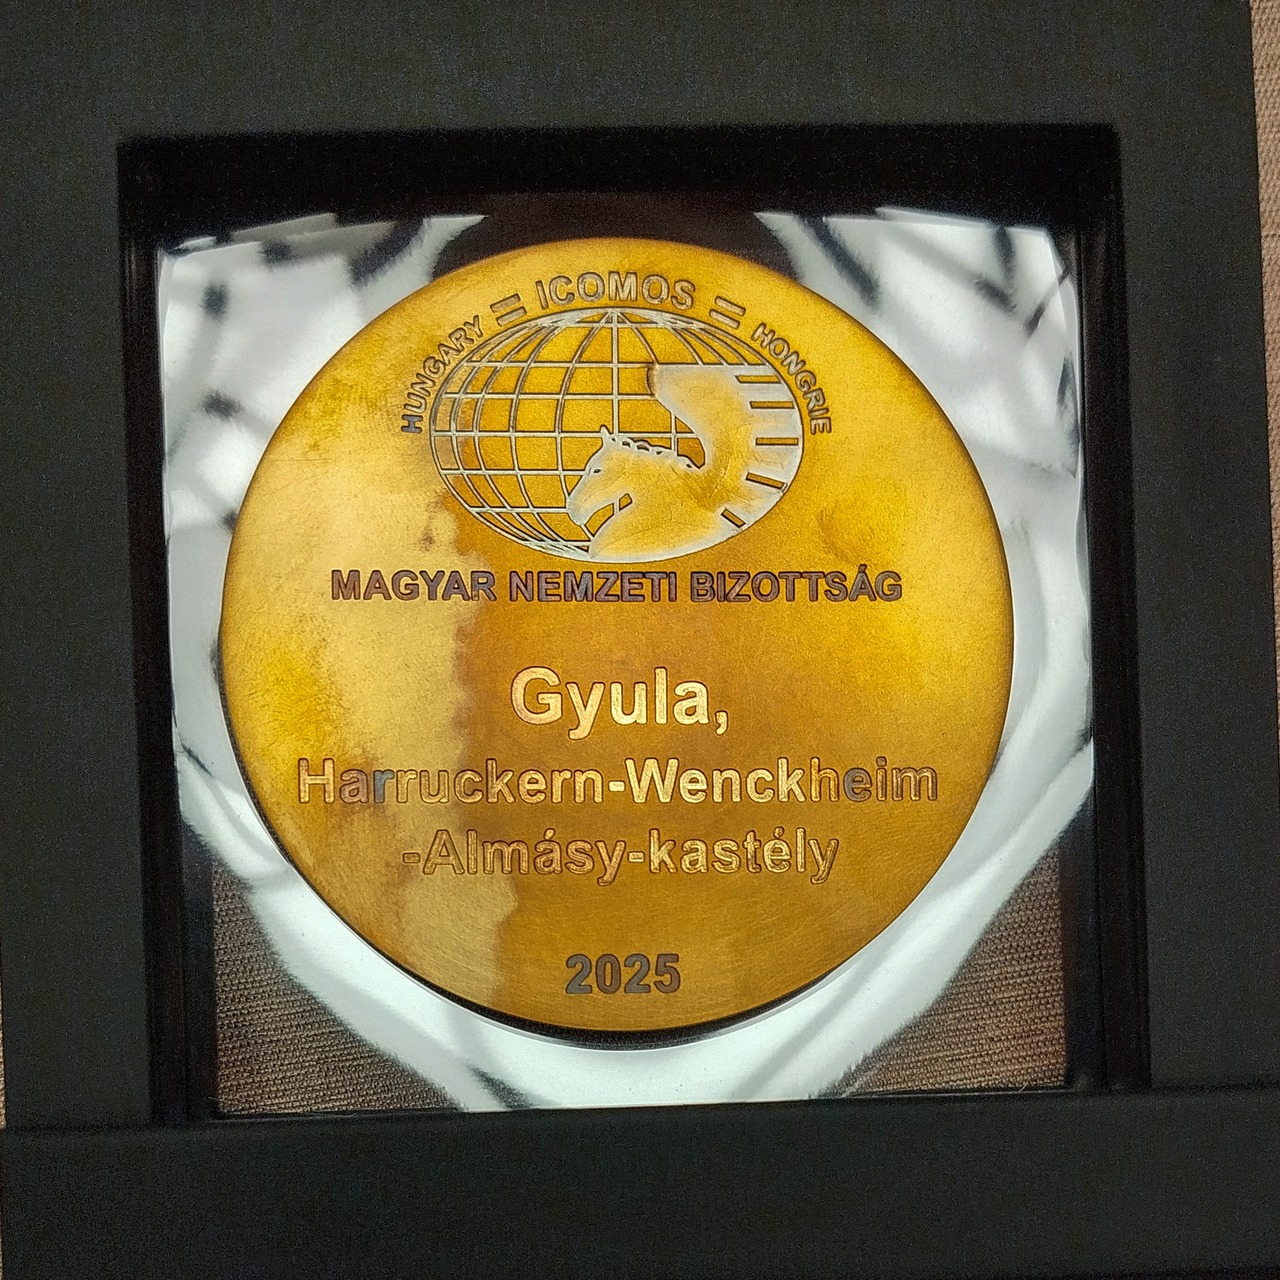 HUNGARY = ICOMOS = HONGRIE
MAGYAR NEMZETI BIZOTTSÁG
Gyula,
Harruckern-Wenckheim
-Almásy-kastély
2025